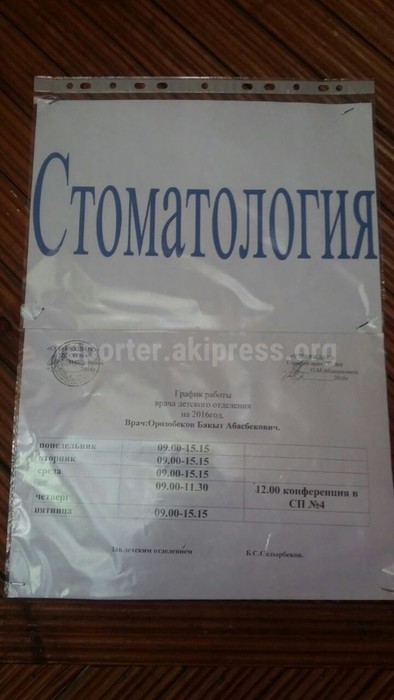 Стоматология
reporter.akipress.org
График работы
врача детского отделения
на 2016год.
Врач:Орозобеков Бакыт Абасбекович.
понедельник 09.00-15.15
вторник 09,00-15.15
среда 09.00-15.15
четверг 09.00-11.30 12.00 конференция в СП №4
пятница 09.00-15.15
Зав.детским отделением Б.С.Садырбеков.